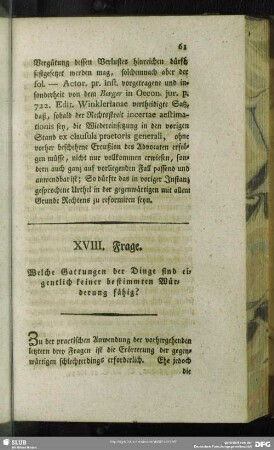 61
Vergütung dessen Verlustes hinreichen dürfe
festgesetzet werden mag, solchemnach aber der
fol. — Actor. pr. inst. vorgetragene und in-
sonderheit von dem Berger in Oecon. jur. p.
722. Edit. Winklerianae vertheidigte Satz,
daß, sobald der Rechtsstreit incertae aestima-
tionis sey, die Wiedereinsetzung in den vorigen
Stand ex clausula praetoris generali, ohne
vorher beschehene Excussion des Advocaten erfol-
gen müsse, nicht nur vollkommen erwiesen, son-
dern auch ganz auf vorliegenden Fall passend und
anwendbar ist; So dürfte das in voriger Instanz
gesprochene Urthel in der gegenwärtigen mit allem
Grunde Rechtens zu reformiren seyn.
XVIII. Frage.
Welche Gattungen der Dinge sind ei-
gentlich keiner bestimmten Wür-
derung fähig?
Zu der practischen Anwendung der vorhergehenden
letztern drey Fragen ist die Erörterung der gegen-
wärtigen schlechterdings erforderlich. Ehe jedoch
die
SLUB
DFG